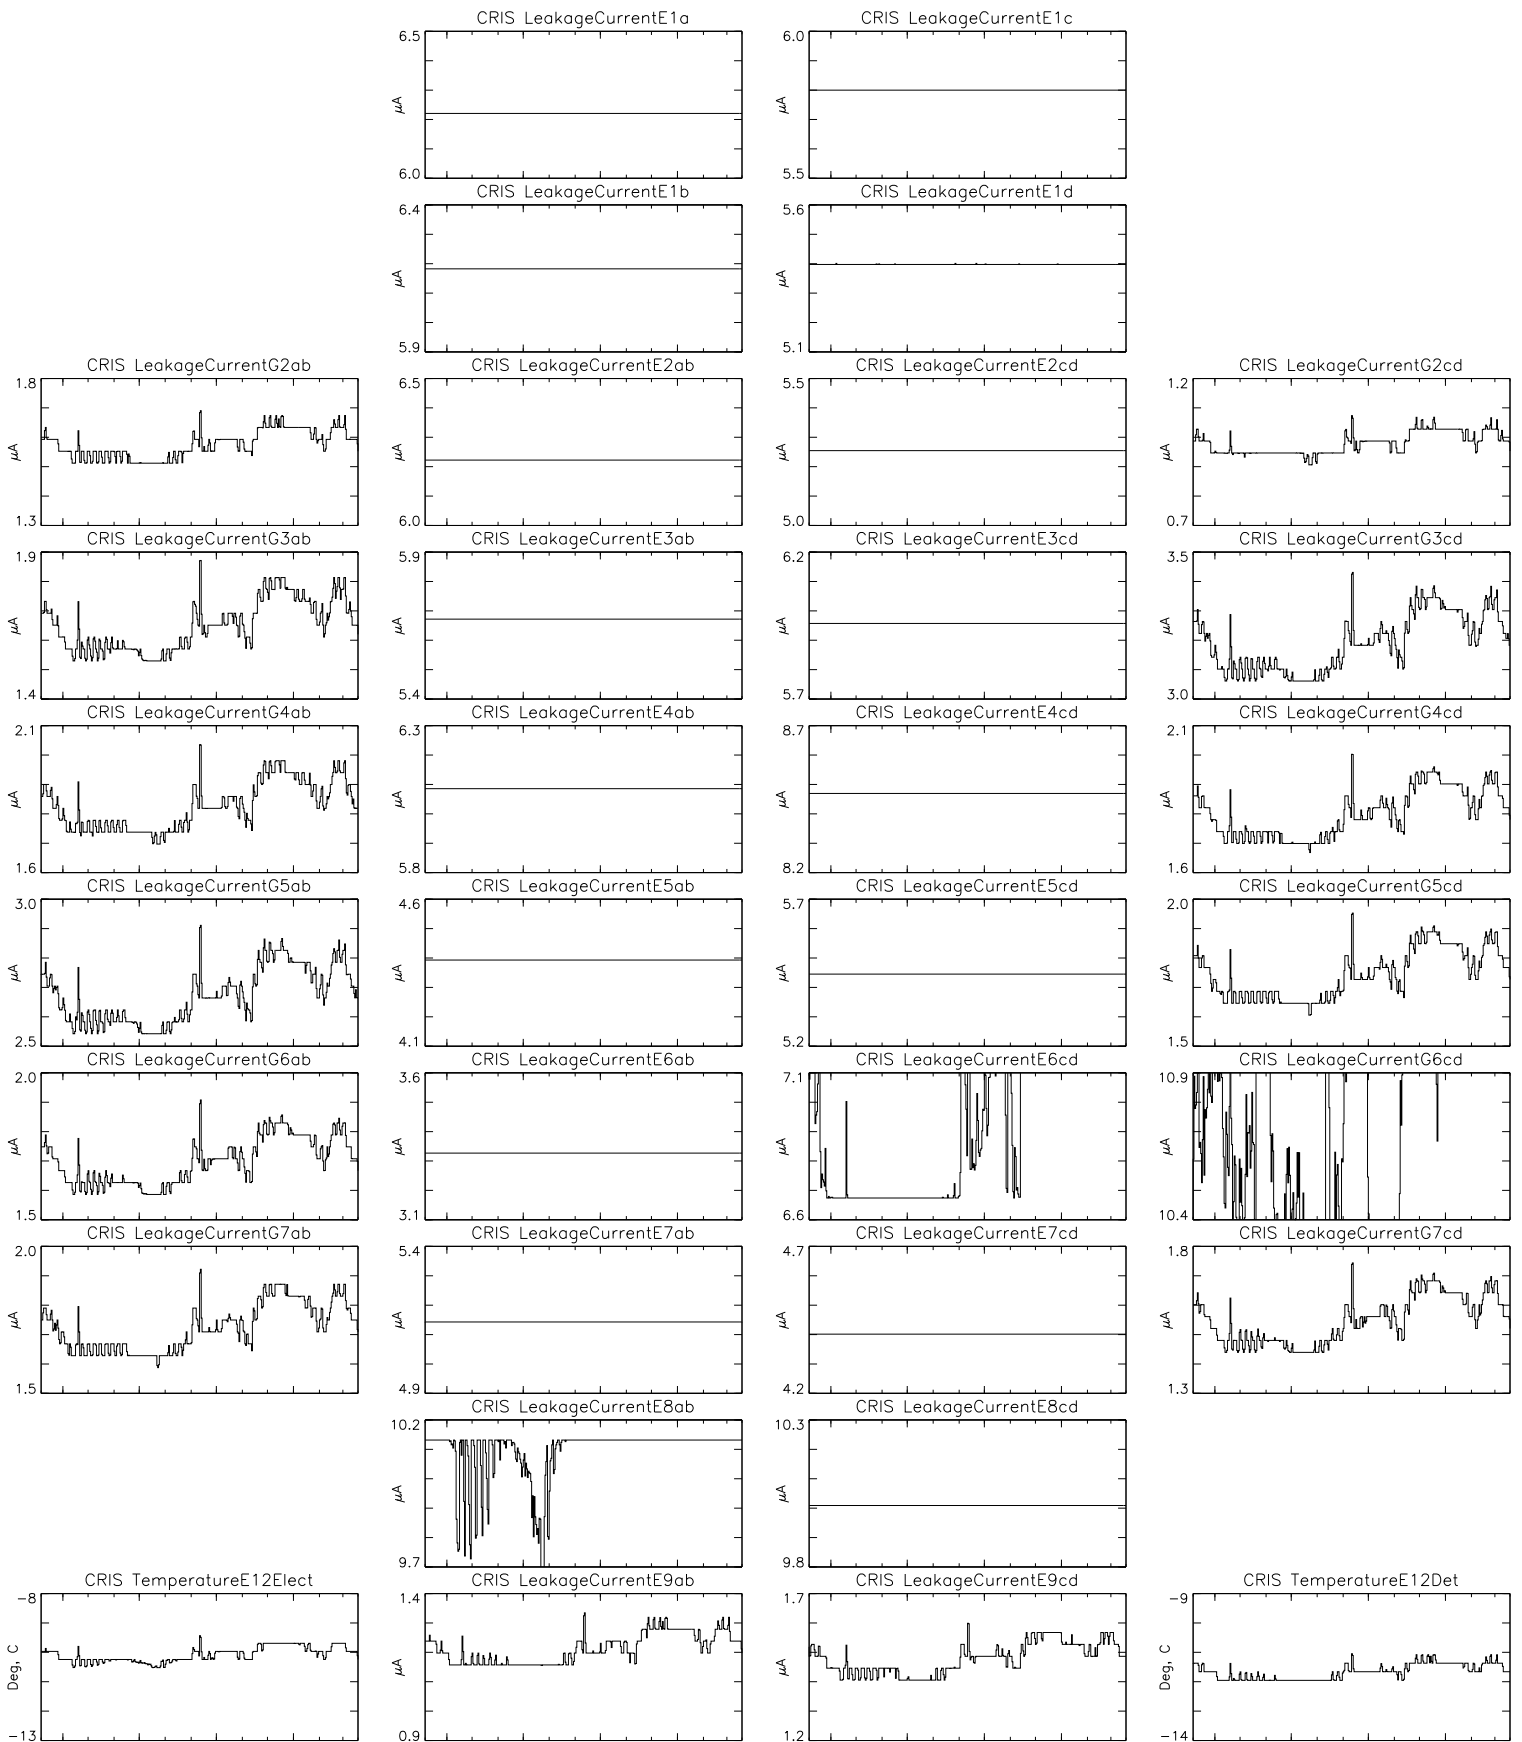 CRIS LeakageCurrentE1a CRIS LeakageCurrentE1c
6.5 6.0
μA μA
6.0 5.5
CRIS LeakageCurrentE1b CRIS LeakageCurrentE1d
6.4 5.6
μA μA
5.9 5.1
CRIS LeakageCurrentG2ab CRIS LeakageCurrentE2ab CRIS LeakageCurrentE2cd CRIS LeakageCurrentG2cd
1.8 6.5 5.5 1.2
μA μA μA μA
1.3 6.0 5.0 0.7
CRIS LeakageCurrentG3ab CRIS LeakageCurrentE3ab CRIS LeakageCurrentE3cd CRIS LeakageCurrentG3cd
1.9 5.9 6.2 3.5
μA μA μA μA
1.4 5.4 5.7 3.0
CRIS LeakageCurrentG4ab CRIS LeakageCurrentE4ab CRIS LeakageCurrentE4cd CRIS LeakageCurrentG4cd
2.1 6.3 8.7 2.1
μA μA μA μA
1.6 5.8 8.2 1.6
CRIS LeakageCurrentG5ab CRIS LeakageCurrentE5ab CRIS LeakageCurrentE5cd CRIS LeakageCurrentG5cd
3.0 4.6 5.7 2.0
μA μA μA μA
2.5 4.1 5.2 1.5
CRIS LeakageCurrentG6ab CRIS LeakageCurrentE6ab CRIS LeakageCurrentE6cd CRIS LeakageCurrentG6cd
2.0 3.6 7.1 10.9
μA μA μA μA
1.5 3.1 6.6 10.4
CRIS LeakageCurrentG7ab CRIS LeakageCurrentE7ab CRIS LeakageCurrentE7cd CRIS LeakageCurrentG7cd
2.0 5.4 4.7 1.8
μA μA μA μA
1.5 4.9 4.2 1.3
CRIS LeakageCurrentE8ab CRIS LeakageCurrentE8cd
10.2 10.3
μA μA
9.7 9.8
CRIS TemperatureE12Elect CRIS LeakageCurrentE9ab CRIS LeakageCurrentE9cd CRIS TemperatureE12Det
-8 1.4 1.7 -9
Deg, C μA μA Deg, C
-13 0.9 1.2 -14